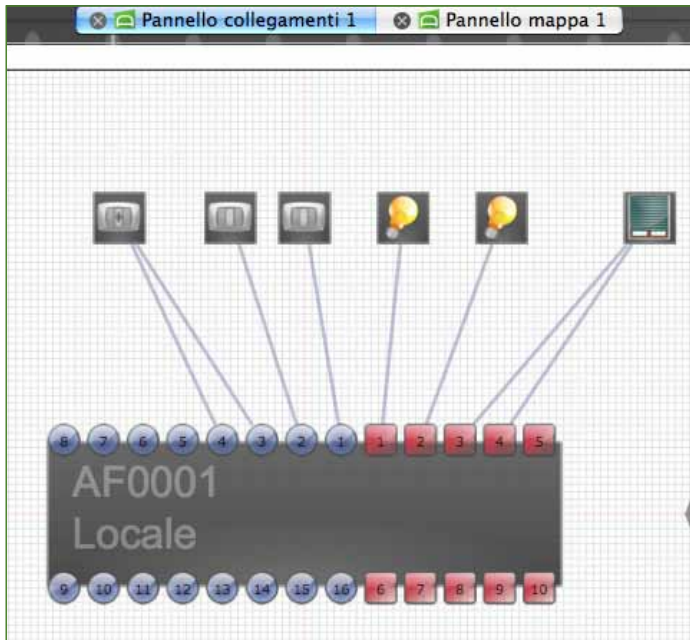 Pannello collegamenti 1 Pannello mappa 1
8 7 6 5 4 3 2 1 1 2 3 4 5
AF0001
Locale
9 10 11 12 13 14 15 16 6 7 8 9 10